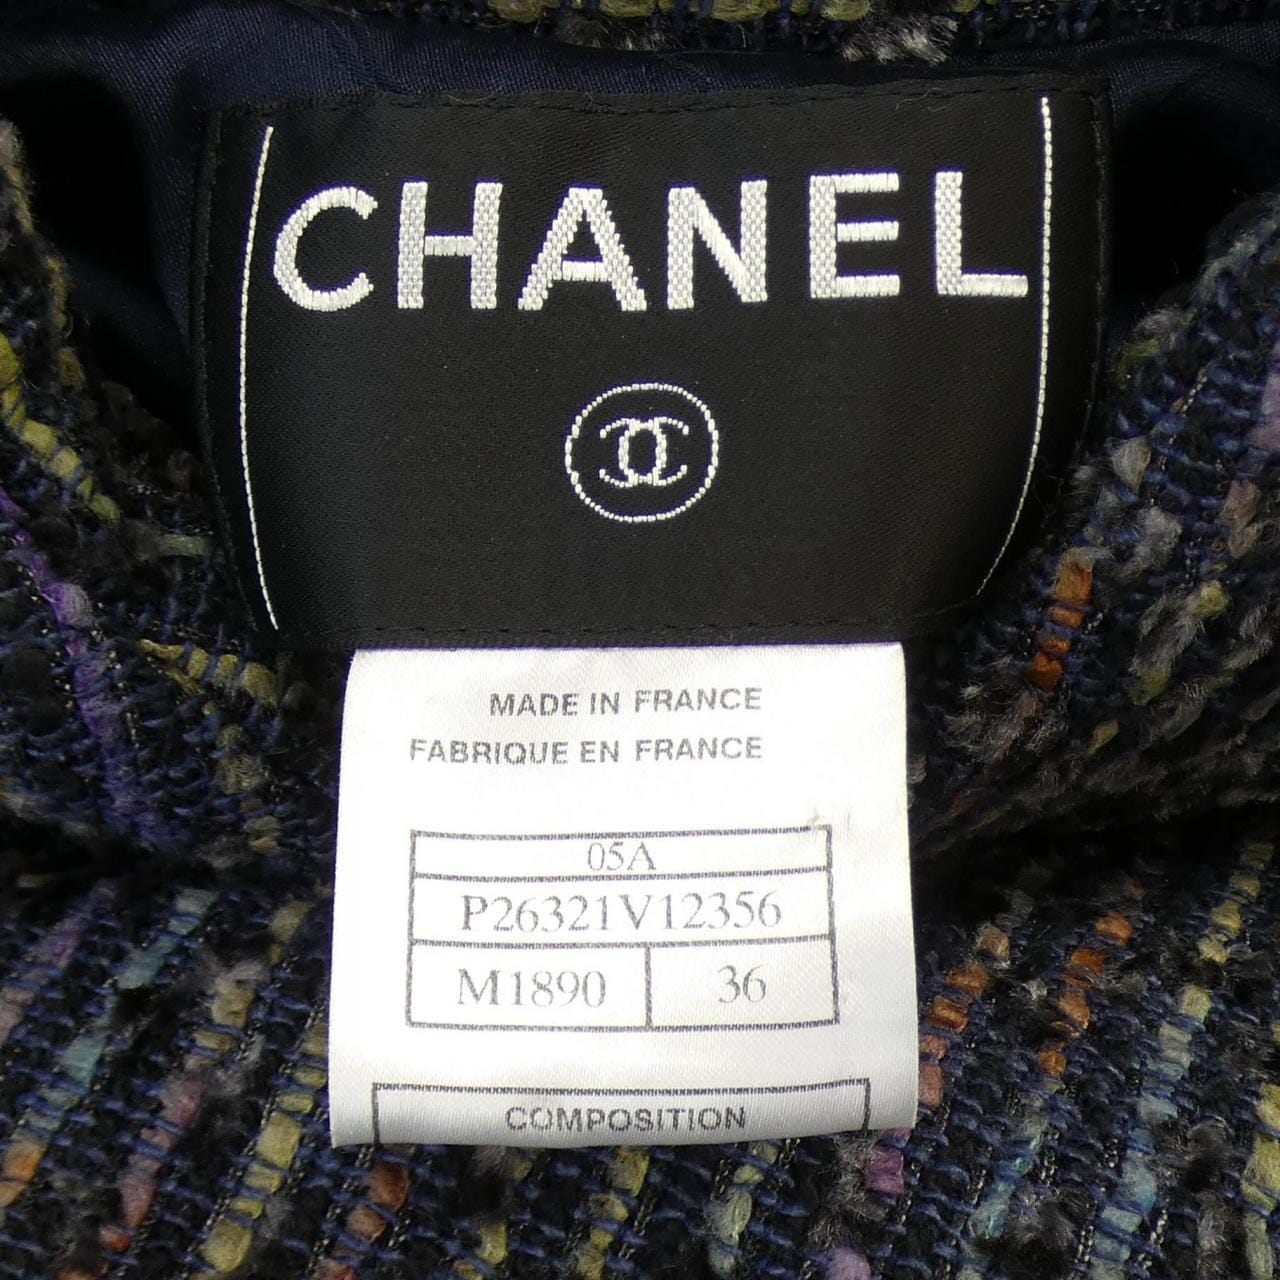 CHANEL
MADE IN FRANCE
FABRIQUE EN FRANCE
05A
P26321V12356
M1890 36
COMPOSITION